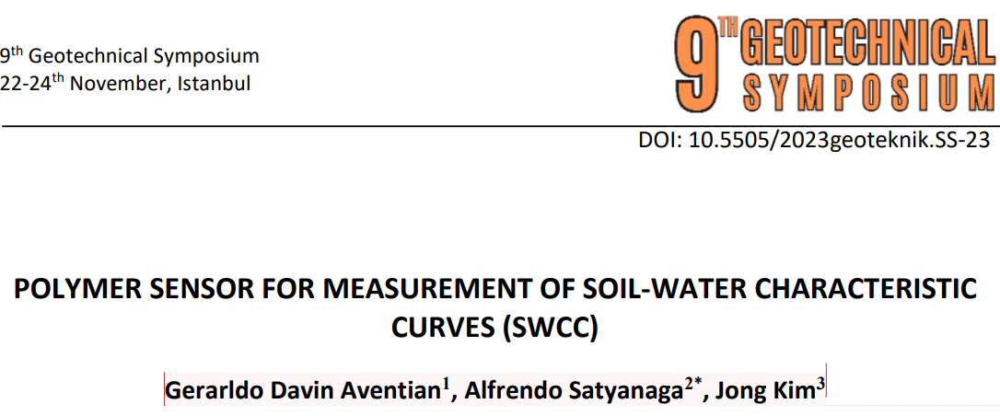 9th Geotechnical Symposium
22-24th November, Istanbul
9TH GEOTECHNICAL
SYMPOSIUM
DOI: 10.5505/2023geoteknik.SS-23
POLYMER SENSOR FOR MEASUREMENT OF SOIL-WATER CHARACTERISTIC
CURVES (SWCC)
Gerarldo Davin Aventian1, Alfrendo Satyanaga2*, Jong Kim3